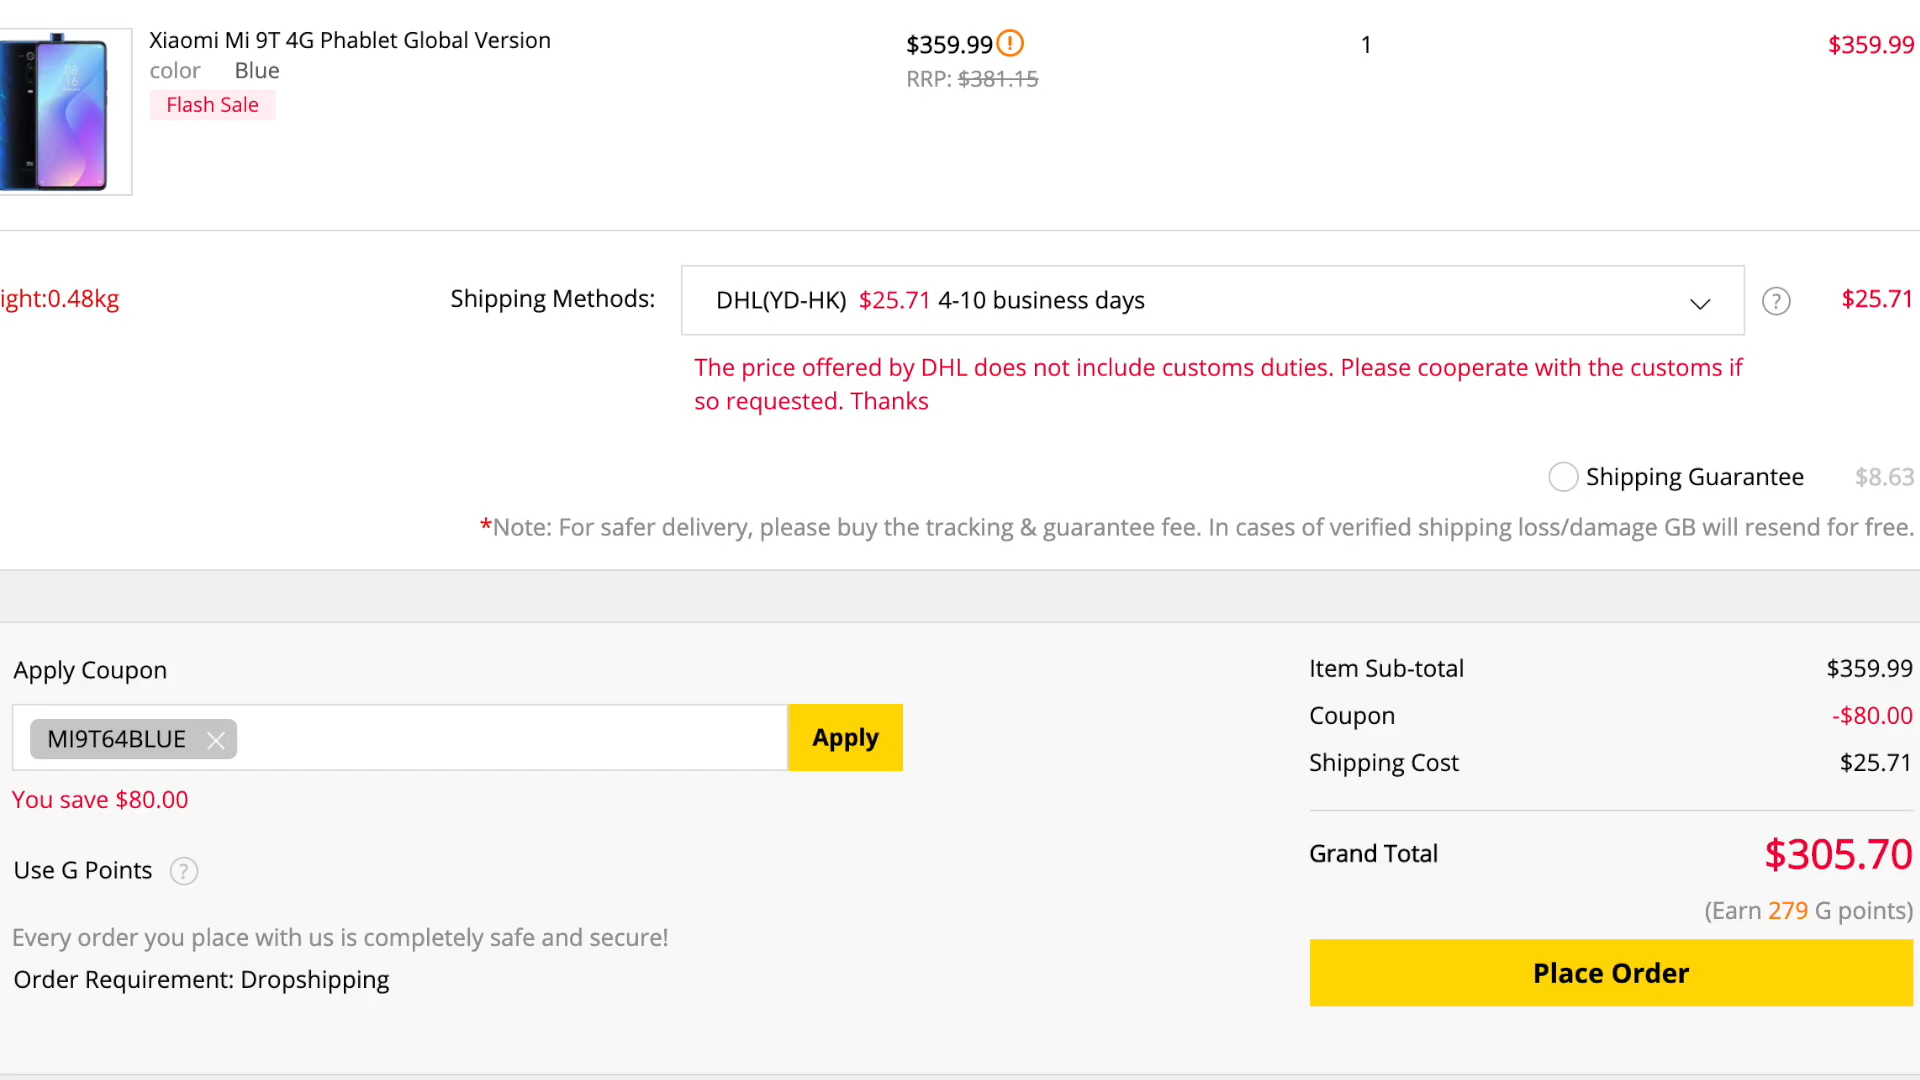 Xiaomi Mi 9T 4G Phablet Global Version
color Blue
Flash Sale
$359.99
RRP: $381.15
1
$359.99
ight:0.48kg
Shipping Methods:
DHL(YD-HK) $25.71 4-10 business days
$25.71
The price offered by DHL does not include customs duties. Please cooperate with the customs if
so requested. Thanks
Shipping Guarantee $8.63
*Note: For safer delivery, please buy the tracking & guarantee fee. In cases of verified shipping loss/damage GB will resend for free.
Apply Coupon
MI9T64BLUE
Apply
You save $80.00
Use G Points
Every order you place with us is completely safe and secure!
Order Requirement: Dropshipping
Item Sub-total $359.99
Coupon -$80.00
Shipping Cost $25.71
Grand Total $305.70
(Earn 279 G points)
Place Order